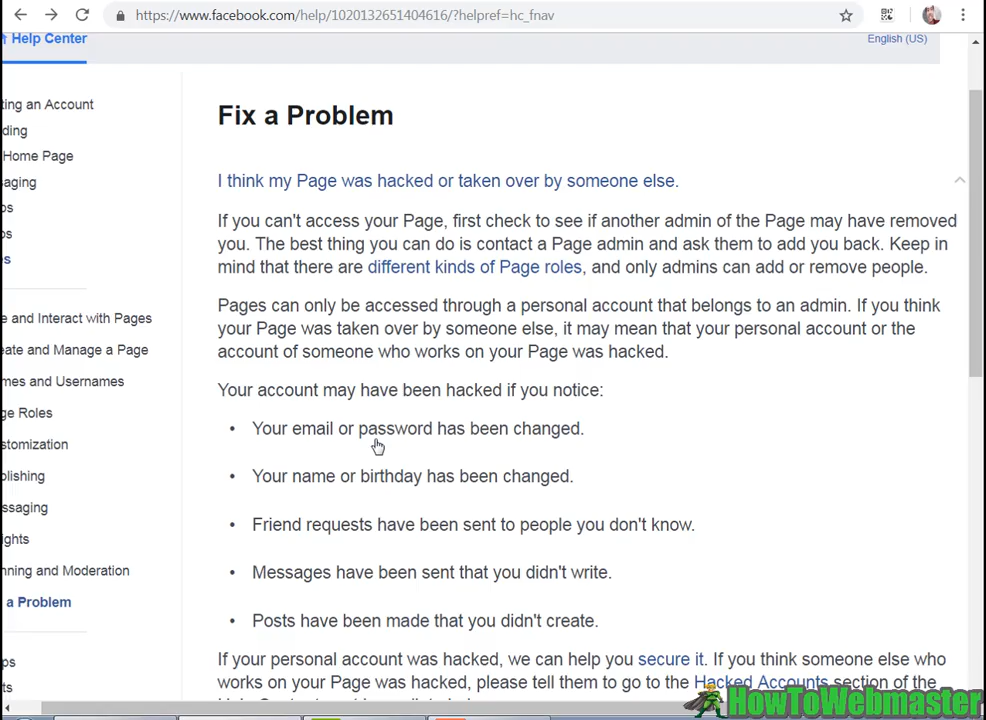 https://www.facebook.com/help/1020132651404616/?helpref=hc_fnav
Help Center
English (US)
ting an Account
ding
Home Page
aging
ps
ps
s
e and Interact with Pages
eate and Manage a Page
mes and Usernames
ge Roles
stomization
blishing
ssaging
ights
nning and Moderation
a Problem
ps
ts
Fix a Problem
I think my Page was hacked or taken over by someone else.
If you can't access your Page, first check to see if another admin of the Page may have removed
you. The best thing you can do is contact a Page admin and ask them to add you back. Keep in
mind that there are different kinds of Page roles, and only admins can add or remove people.
Pages can only be accessed through a personal account that belongs to an admin. If you think
your Page was taken over by someone else, it may mean that your personal account or the
account of someone who works on your Page was hacked.
Your account may have been hacked if you notice:
• Your email or password has been changed.
• Your name or birthday has been changed.
• Friend requests have been sent to people you don't know.
• Messages have been sent that you didn't write.
• Posts have been made that you didn't create.
If your personal account was hacked, we can help you secure it. If you think someone else who
works on your Page was hacked, please tell them to go to the Hacked Accounts section of the
HowToWebmaster